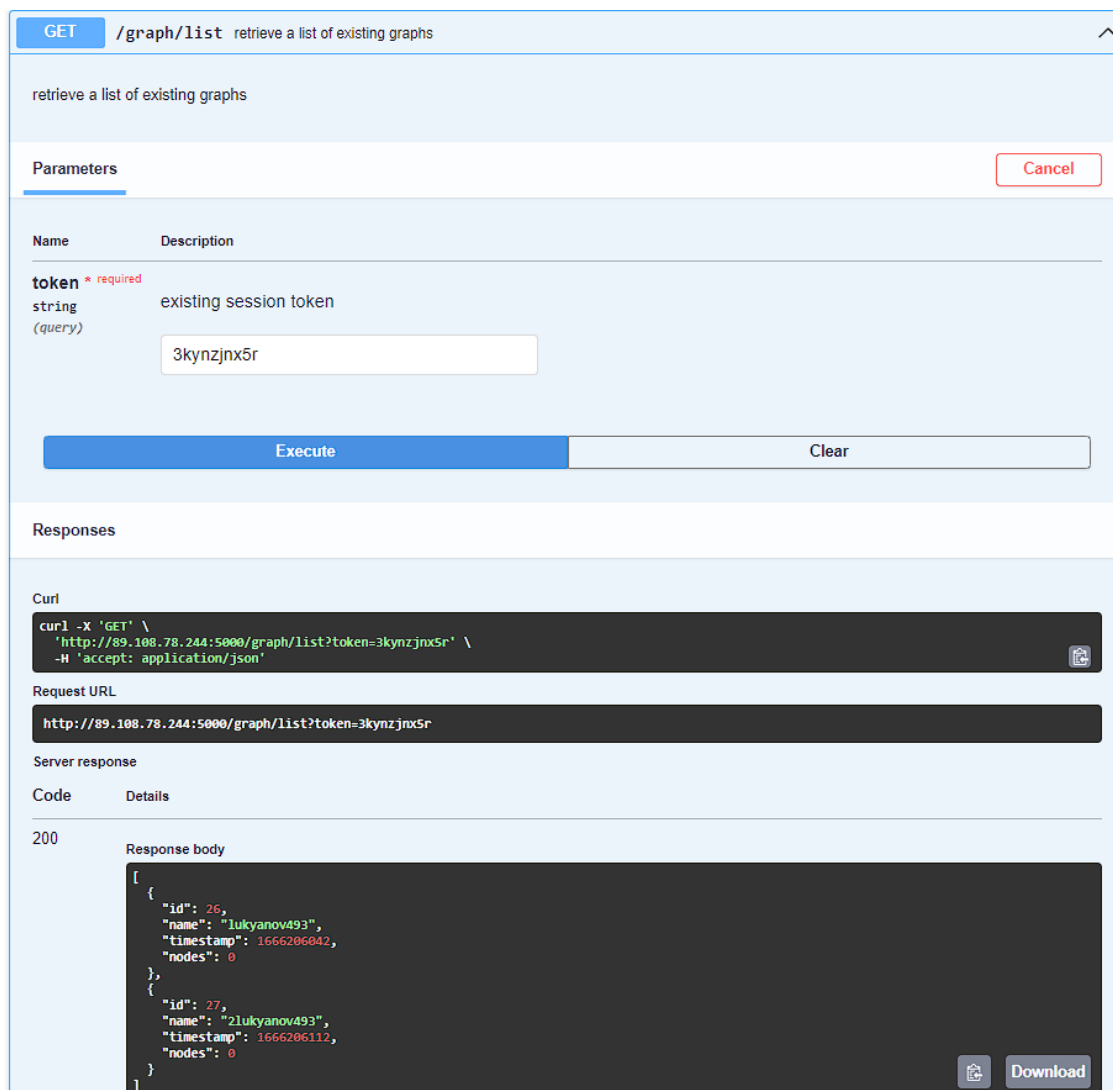 GET /graph/list retrieve a list of existing graphs
retrieve a list of existing graphs
Parameters
Cancel
Name Description
token * required
string
(query)
existing session token
3kynzjnx5r
Execute Clear
Responses
Curl
curl -X 'GET' \
  'http://89.108.78.244:5000/graph/list?token=3kynzjnx5r' \
  -H 'accept: application/json'
Request URL
http://89.108.78.244:5000/graph/list?token=3kynzjnx5r
Server response
Code Details
200
Response body
[
  {
    "id": 26,
    "name": "lukyanov493",
    "timestamp": 1666206042,
    "nodes": 0
  },
  {
    "id": 27,
    "name": "2lukyanov493",
    "timestamp": 1666206112,
    "nodes": 0
  }
]
Download